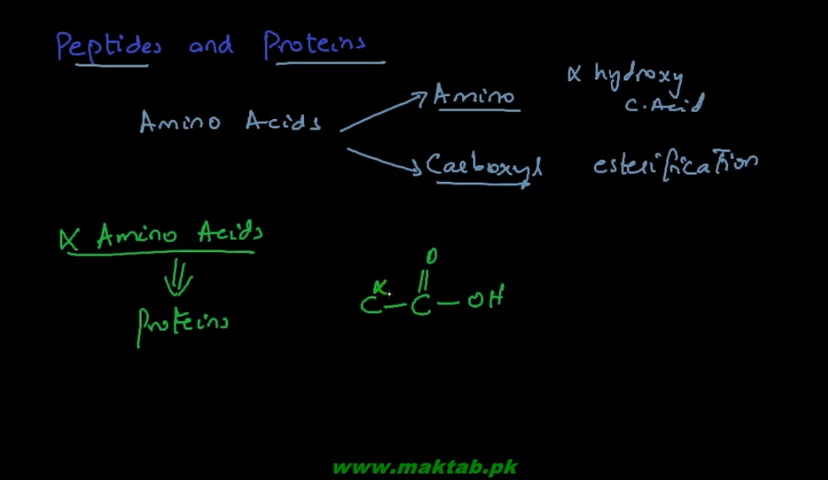 Peptides and Proteins
α hydroxy
C. Acid
Amino
Amino Acids
Carboxyl esterification
α Amino Acids
Proteins
O
α
C — C — OH
www.maktab.pk